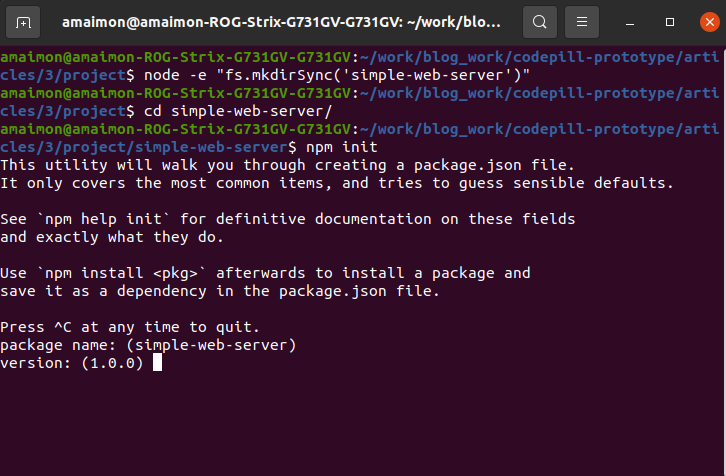 amaimon@amaimon-ROG-Strix-G731GV-G731GV: ~/work/blo...
amaimon@amaimon-ROG-Strix-G731GV-G731GV:~/work/blog_work/codepill-prototype/arti
cles/3/project$ node -e "fs.mkdirSync('simple-web-server')"
amaimon@amaimon-ROG-Strix-G731GV-G731GV:~/work/blog_work/codepill-prototype/arti
cles/3/project$ cd simple-web-server/
amaimon@amaimon-ROG-Strix-G731GV-G731GV:~/work/blog_work/codepill-prototype/arti
cles/3/project/simple-web-server$ npm init
This utility will walk you through creating a package.json file.
It only covers the most common items, and tries to guess sensible defaults.
See `npm help init` for definitive documentation on these fields
and exactly what they do.
Use `npm install <pkg>` afterwards to install a package and
save it as a dependency in the package.json file.
Press ^C at any time to quit.
package name: (simple-web-server)
version: (1.0.0)